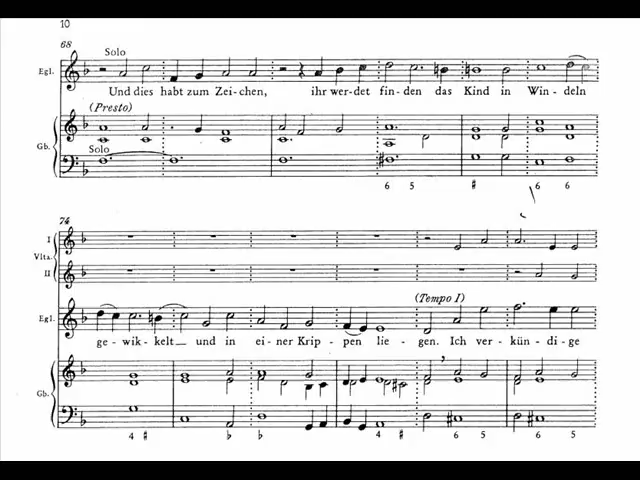 10
68
Solo
Egl.
Und dies habt zum Zei-chen, ihr wer-det fin-den das Kind in Win-deln
(Presto)
Gb.
Solo
6 5 ♯ 6 6
74
I
Vlta.
II
(Tempo I)
Egl.
ge-wik-kelt und in ei-ner Krip-pen lie-gen. Ich ver-kün-di-ge
Gb.
4 ♯ ♭ ♭ 4 ♯ 6 5 6 5